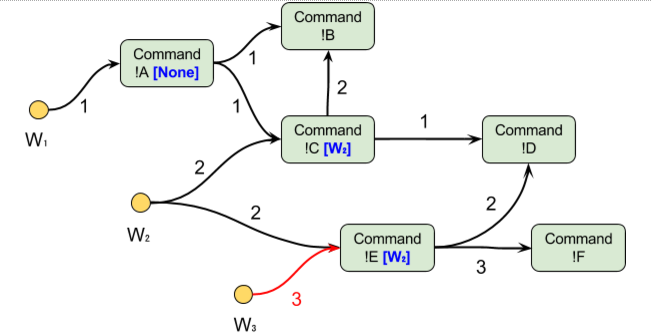 Command
!B
Command
!A [None]
1
1
1
2
W₁
Command
!C [W₂]
1
Command
!D
2
W₂
2
2
Command
!E [W₂]
3
Command
!F
3
W₃